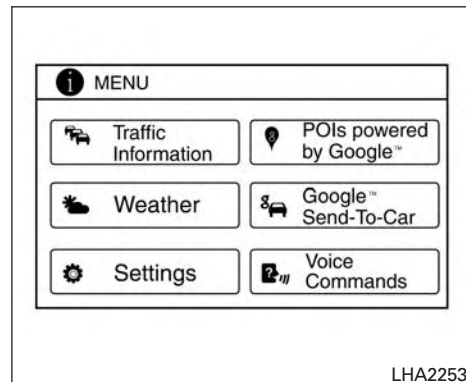 i MENU
Traffic
Information
POIs powered
by Google™
Weather
Google™
Send-To-Car
Settings
Voice
Commands
LHA2253